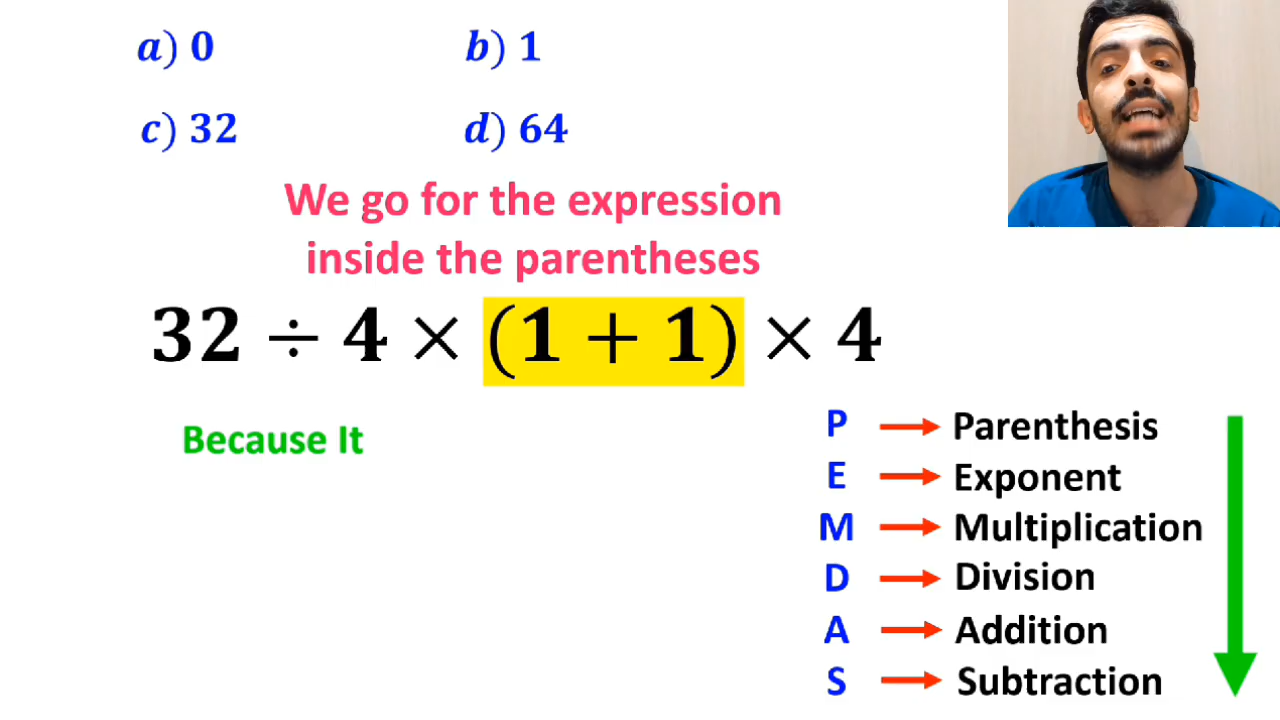 a) 0 b) 1
c) 32 d) 64
We go for the expression
inside the parentheses
32 ÷ 4 × (1 + 1) × 4
Because It
P Parenthesis
E Exponent
M Multiplication
D Division
A Addition
S Subtraction